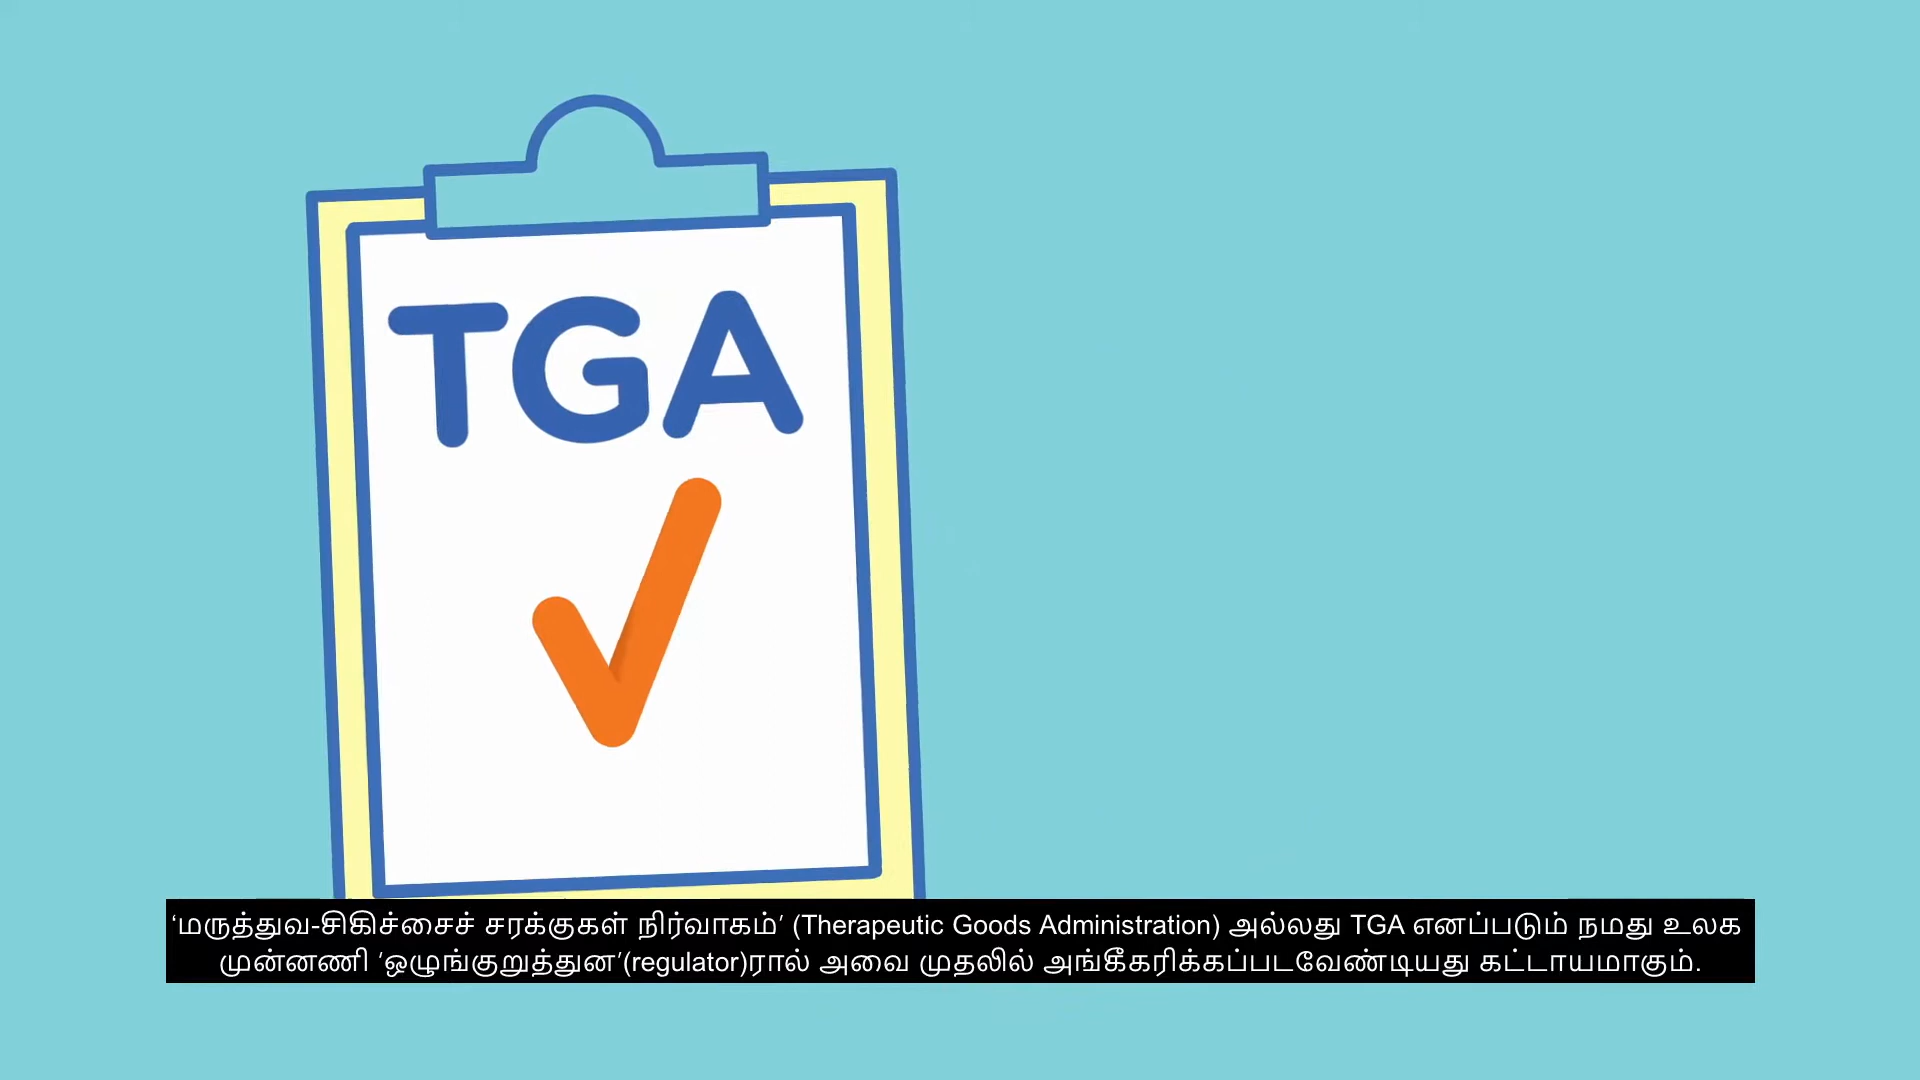 TGA
‘மருத்துவ-சிகிச்சைச் சரக்குகள் நிர்வாகம்’ (Therapeutic Goods Administration) அல்லது TGA எனப்படும் நமது உலக
முன்னணி ‘ஒழுங்குறுத்துன’(regulator)ரால் அவை முதலில் அங்கீகரிக்கப்படவேண்டியது கட்டாயமாகும்.